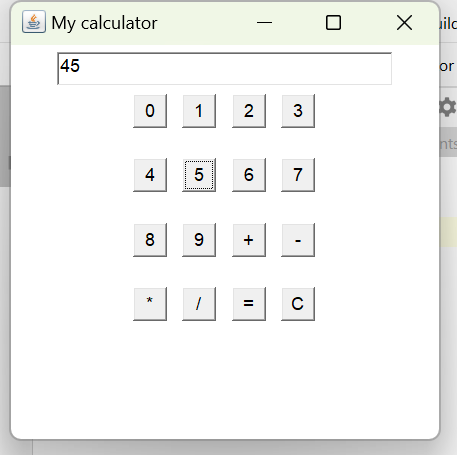 My calculator
45
0 1 2 3
4 5 6 7
8 9 + -
* / = C